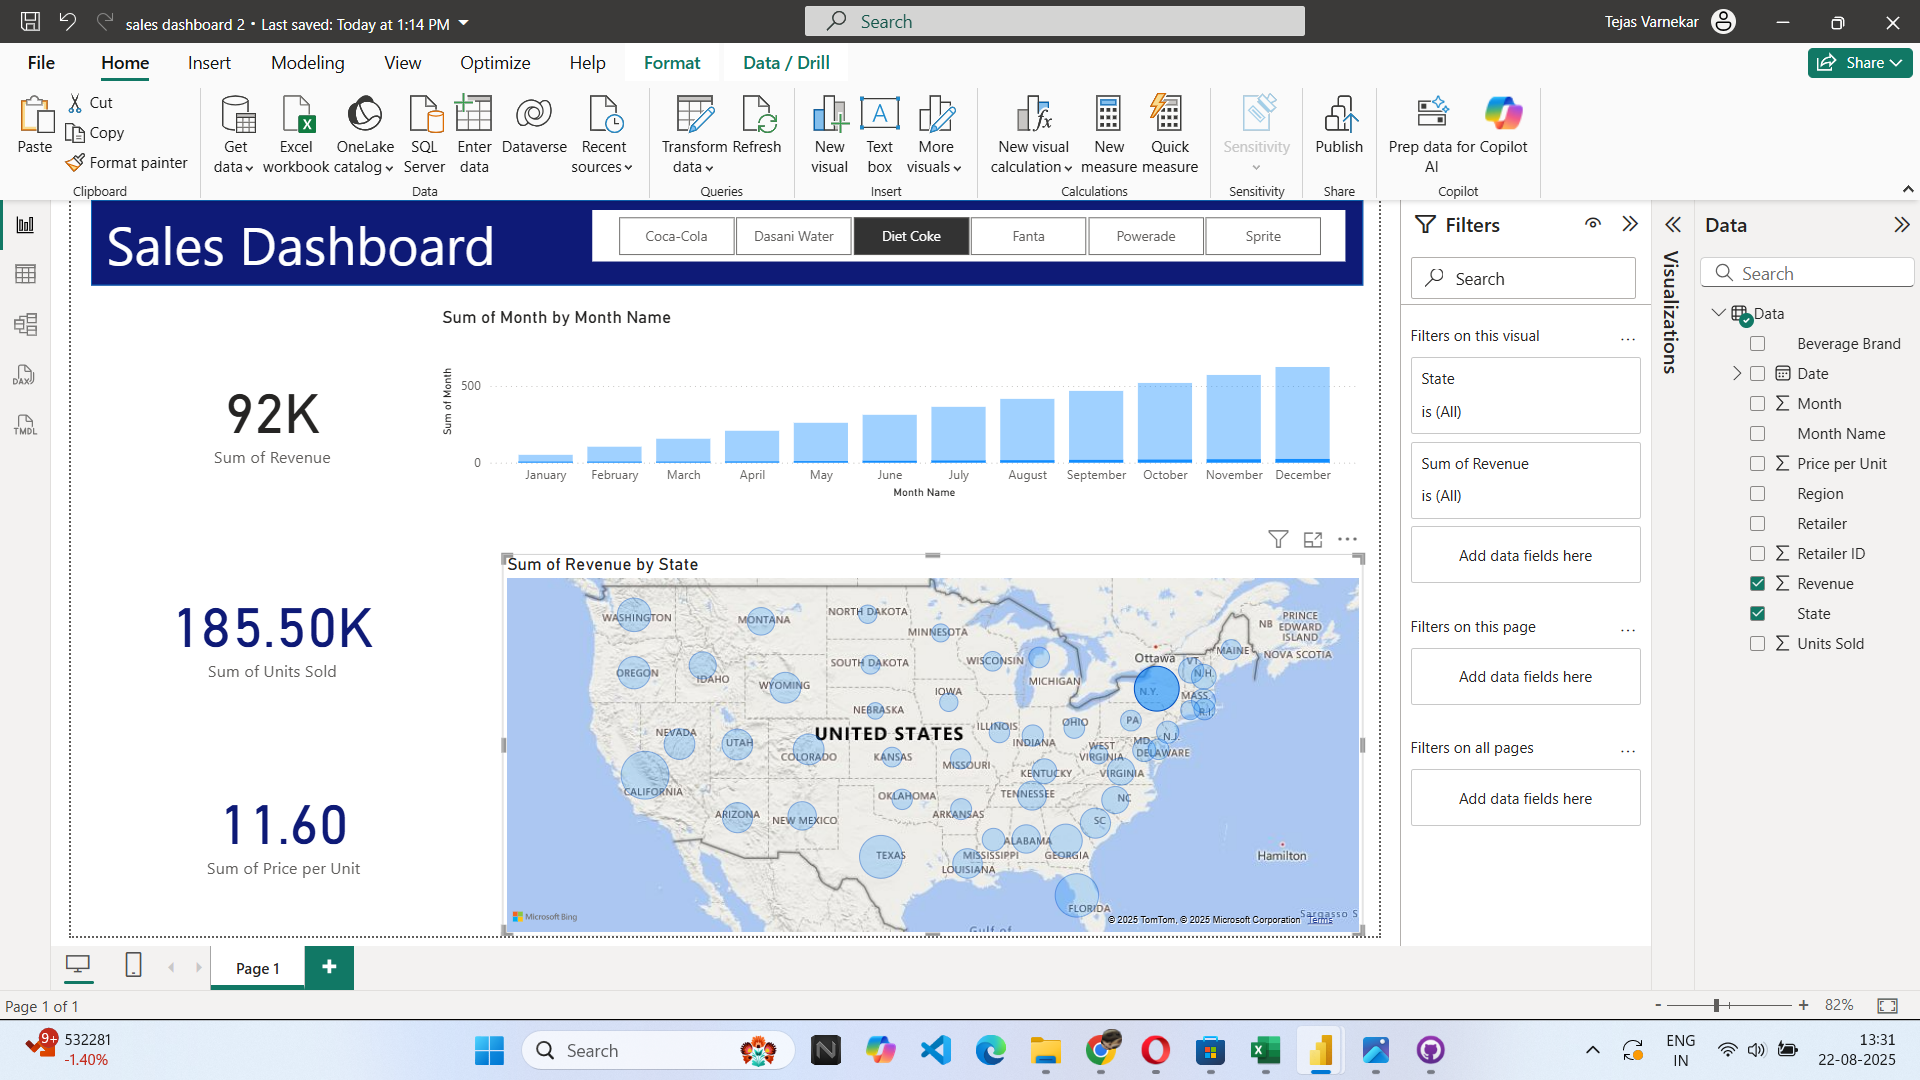 sales dashboard 2 • Last saved: Today at 1:14 PM
Search
Tejas Varnekar
File
Home
Insert
Modeling
View
Optimize
Help
Format
Data / Drill
Share
Paste
Cut
Copy
Format painter
Clipboard
Get data
Excel workbook
OneLake catalog
SQL Server
Enter data
Dataverse
Recent sources
Data
Transform data
Refresh
Queries
New visual
Text box
More visuals
Insert
New visual calculation
New measure
Quick measure
Calculations
Sensitivity
Sensitivity
Publish
Share
Prep data for AI
Copilot
Copilot
Sales Dashboard
Coca-Cola
Dasani Water
Diet Coke
Fanta
Powerade
Sprite
92K
Sum of Revenue
185.50K
Sum of Units Sold
11.60
Sum of Price per Unit
Sum of Month by Month Name
Sum of Month
500
0
January
February
March
April
May
June
July
August
September
October
November
December
Month Name
Sum of Revenue by State
WASHINGTON
MONTANA
NORTH DAKOTA
MINNESOTA
OREGON
IDAHO
WYOMING
SOUTH DAKOTA
WISCONSIN
MICHIGAN
Ottawa
VT.
N.H.
MAINE
NB
PRINCE EDWARD ISLAND
NOVA SCOTIA
N.Y.
MASS.
R.I.
IOWA
NEBRASKA
NEVADA
UTAH
COLORADO
UNITED STATES
KANSAS
MISSOURI
ILLINOIS
INDIANA
OHIO
PA
N.J.
MD.
DELAWARE
WEST VIRGINIA
VIRGINIA
KENTUCKY
CALIFORNIA
ARIZONA
NEW MEXICO
OKLAHOMA
ARKANSAS
TENNESSEE
NC
SC
TEXAS
LOUISIANA
MISSISSIPPI
ALABAMA
GEORGIA
FLORIDA
Hamilton
Sargasso S
Gulf of
Microsoft Bing
© 2025 TomTom, © 2025 Microsoft Corporation Terms
Filters
Search
Filters on this visual
State
is (All)
Sum of Revenue
is (All)
Add data fields here
Filters on this page
Add data fields here
Filters on all pages
Add data fields here
Visualizations
Data
Search
Data
Beverage Brand
Date
Month
Month Name
Price per Unit
Region
Retailer
Retailer ID
Revenue
State
Units Sold
DAX
TMDL
Page 1
Page 1 of 1
82%
9+
532281
-1.40%
Search
ENG
IN
13:31
22-08-2025